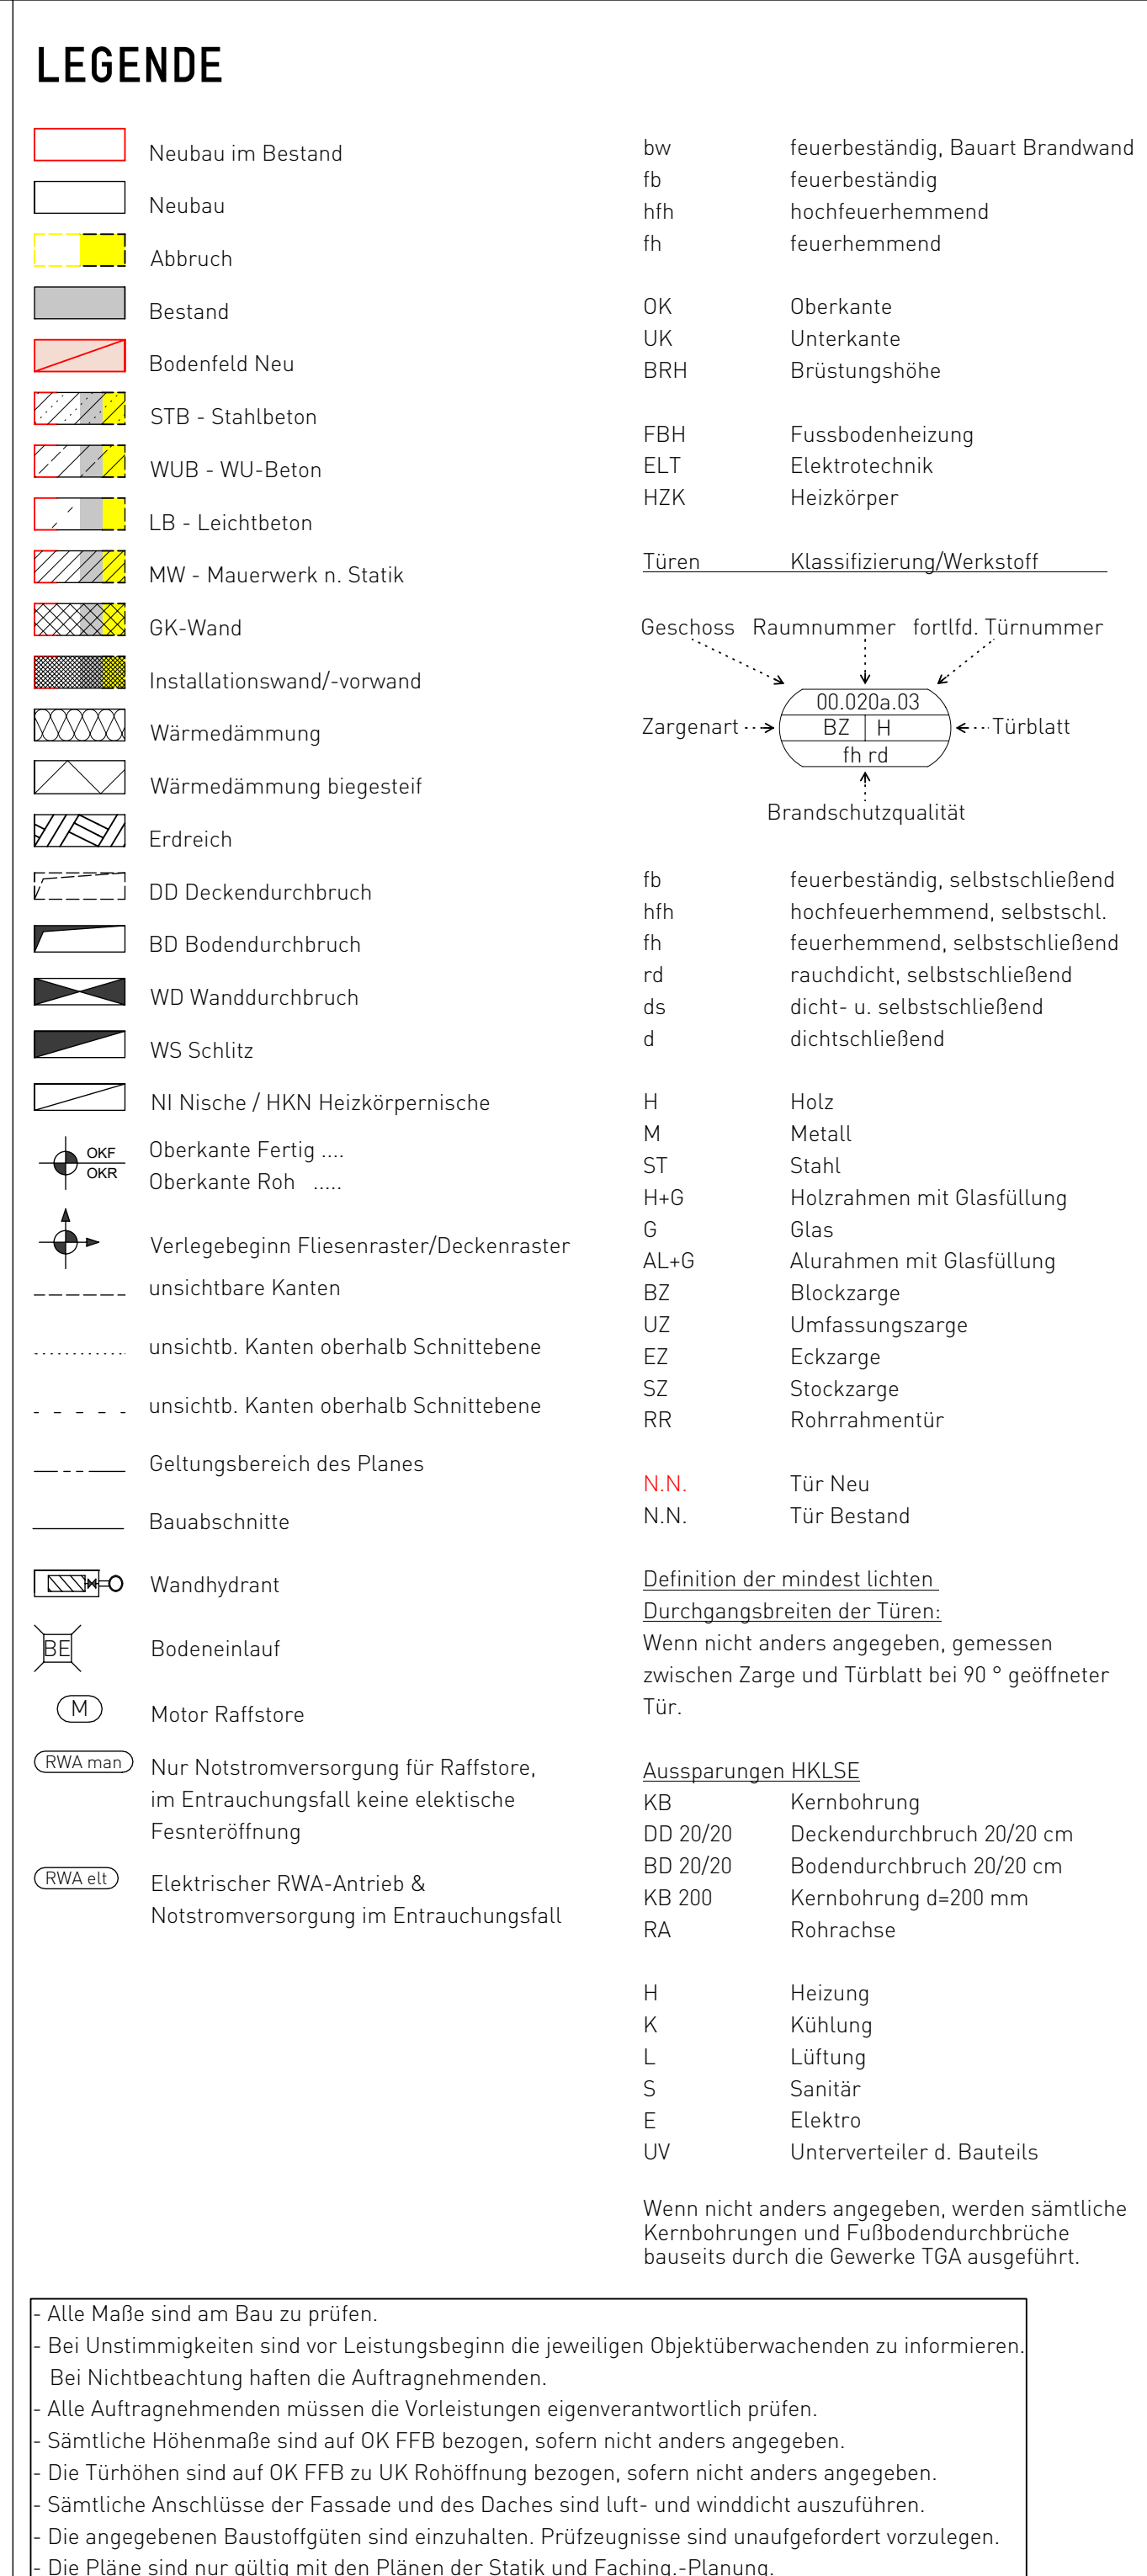 LEGENDE
Neubau im Bestand
Neubau
Abbruch
Bestand
Bodenfeld Neu
STB - Stahlbeton
WUB - WU-Beton
LB - Leichtbeton
MW - Mauerwerk n. Statik
GK-Wand
Installationswand/-vorwand
Wärmedämmung
Wärmedämmung biegesteif
Erdreich
DD Deckendurchbruch
BD Bodendurchbruch
WD Wanddurchbruch
WS Schlitz
NI Nische / HKN Heizkörpernische
OKF Oberkante Fertig ....
OKR Oberkante Roh .....
Verlegebeginn Fliesenraster/Deckenraster
unsichtbare Kanten
unsichtb. Kanten oberhalb Schnittebene
unsichtb. Kanten oberhalb Schnittebene
Geltungsbereich des Planes
Bauabschnitte
Wandhydrant
BE Bodeneinlauf
M Motor Raffstore
RWA man Nur Notstromversorgung für Raffstore,
im Entrauchungsfall keine elektische
Fesnteröffnung
RWA elt Elektrischer RWA-Antrieb &
Notstromversorgung im Entrauchungsfall
bw feuerbeständig, Bauart Brandwand
fb feuerbeständig
hfh hochfeuerhemmend
fh feuerhemmend
OK Oberkante
UK Unterkante
BRH Brüstungshöhe
FBH Fussbodenheizung
ELT Elektrotechnik
HZK Heizkörper
Türen Klassifizierung/Werkstoff
Geschoss Raumnummer fortlfd. Türnummer
00.020a.03
Zargenart BZ H Türblatt
fh rd
Brandschutzqualität
fb feuerbeständig, selbstschließend
hfh hochfeuerhemmend, selbstschl.
fh feuerhemmend, selbstschließend
rd rauchdicht, selbstschließend
ds dicht- u. selbstschließend
d dichtschließend
H Holz
M Metall
ST Stahl
H+G Holzrahmen mit Glasfüllung
G Glas
AL+G Alurahmen mit Glasfüllung
BZ Blockzarge
UZ Umfassungszarge
EZ Eckzarge
SZ Stockzarge
RR Rohrrahmentür
N.N. Tür Neu
N.N. Tür Bestand
Definition der mindest lichten
Durchgangsbreiten der Türen:
Wenn nicht anders angegeben, gemessen
zwischen Zarge und Türblatt bei 90 ° geöffneter
Tür.
Aussparungen HKLSE
KB Kernbohrung
DD 20/20 Deckendurchbruch 20/20 cm
BD 20/20 Bodendurchbruch 20/20 cm
KB 200 Kernbohrung d=200 mm
RA Rohrachse
H Heizung
K Kühlung
L Lüftung
S Sanitär
E Elektro
UV Unterverteiler d. Bauteils
Wenn nicht anders angegeben, werden sämtliche
Kernbohrungen und Fußbodendurchbrüche
bauseits durch die Gewerke TGA ausgeführt.
- Alle Maße sind am Bau zu prüfen.
- Bei Unstimmigkeiten sind vor Leistungsbeginn die jeweiligen Objektüberwachenden zu informieren.
Bei Nichtbeachtung haften die Auftragnehmenden.
- Alle Auftragnehmenden müssen die Vorleistungen eigenverantwortlich prüfen.
- Sämtliche Höhenmaße sind auf OK FFB bezogen, sofern nicht anders angegeben.
- Die Türhöhen sind auf OK FFB zu UK Rohöffnung bezogen, sofern nicht anders angegeben.
- Sämtliche Anschlüsse der Fassade und des Daches sind luft- und winddicht auszuführen.
- Die angegebenen Baustoffgüten sind einzuhalten. Prüfzeugnisse sind unaufgefordert vorzulegen.
- Die Pläne sind nur gültig mit den Plänen der Statik und Faching.-Planung.